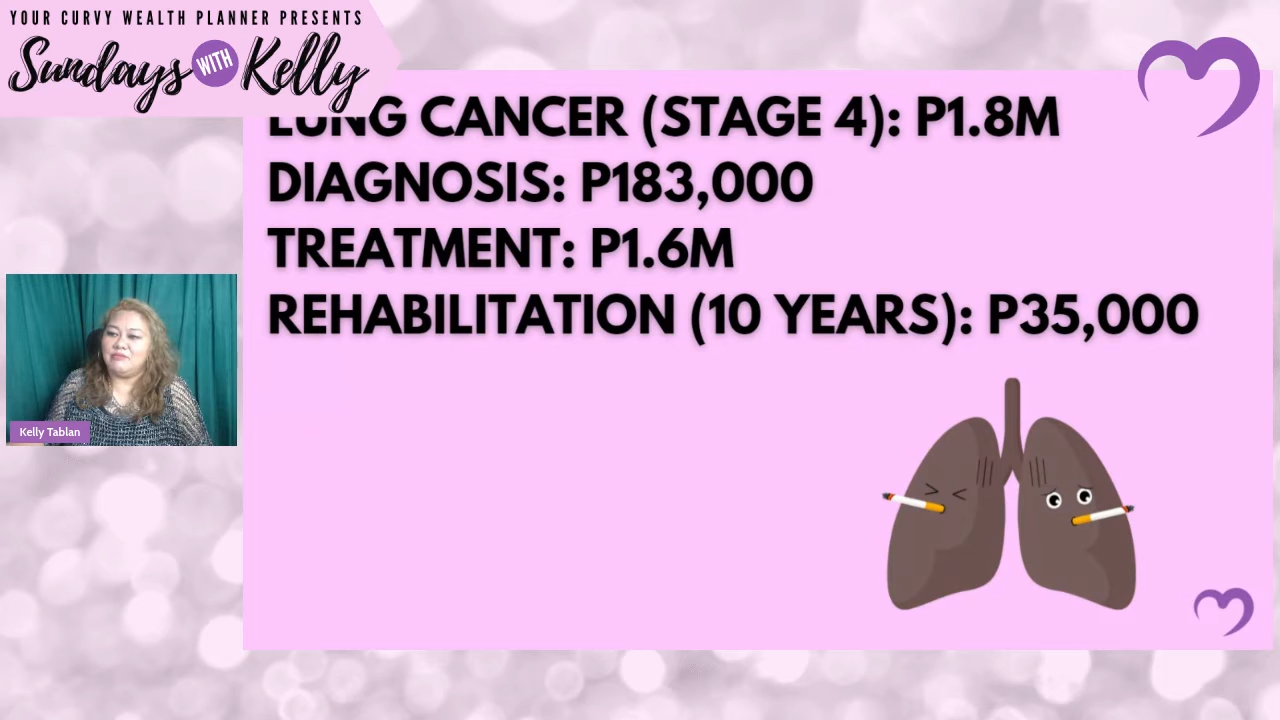 YOUR CURVY WEALTH PLANNER PRESENTS
Sundays WITH Kelly
LUNG CANCER (STAGE 4): P1.8M
DIAGNOSIS: P183,000
TREATMENT: P1.6M
REHABILITATION (10 YEARS): P35,000
Kelly Tablan